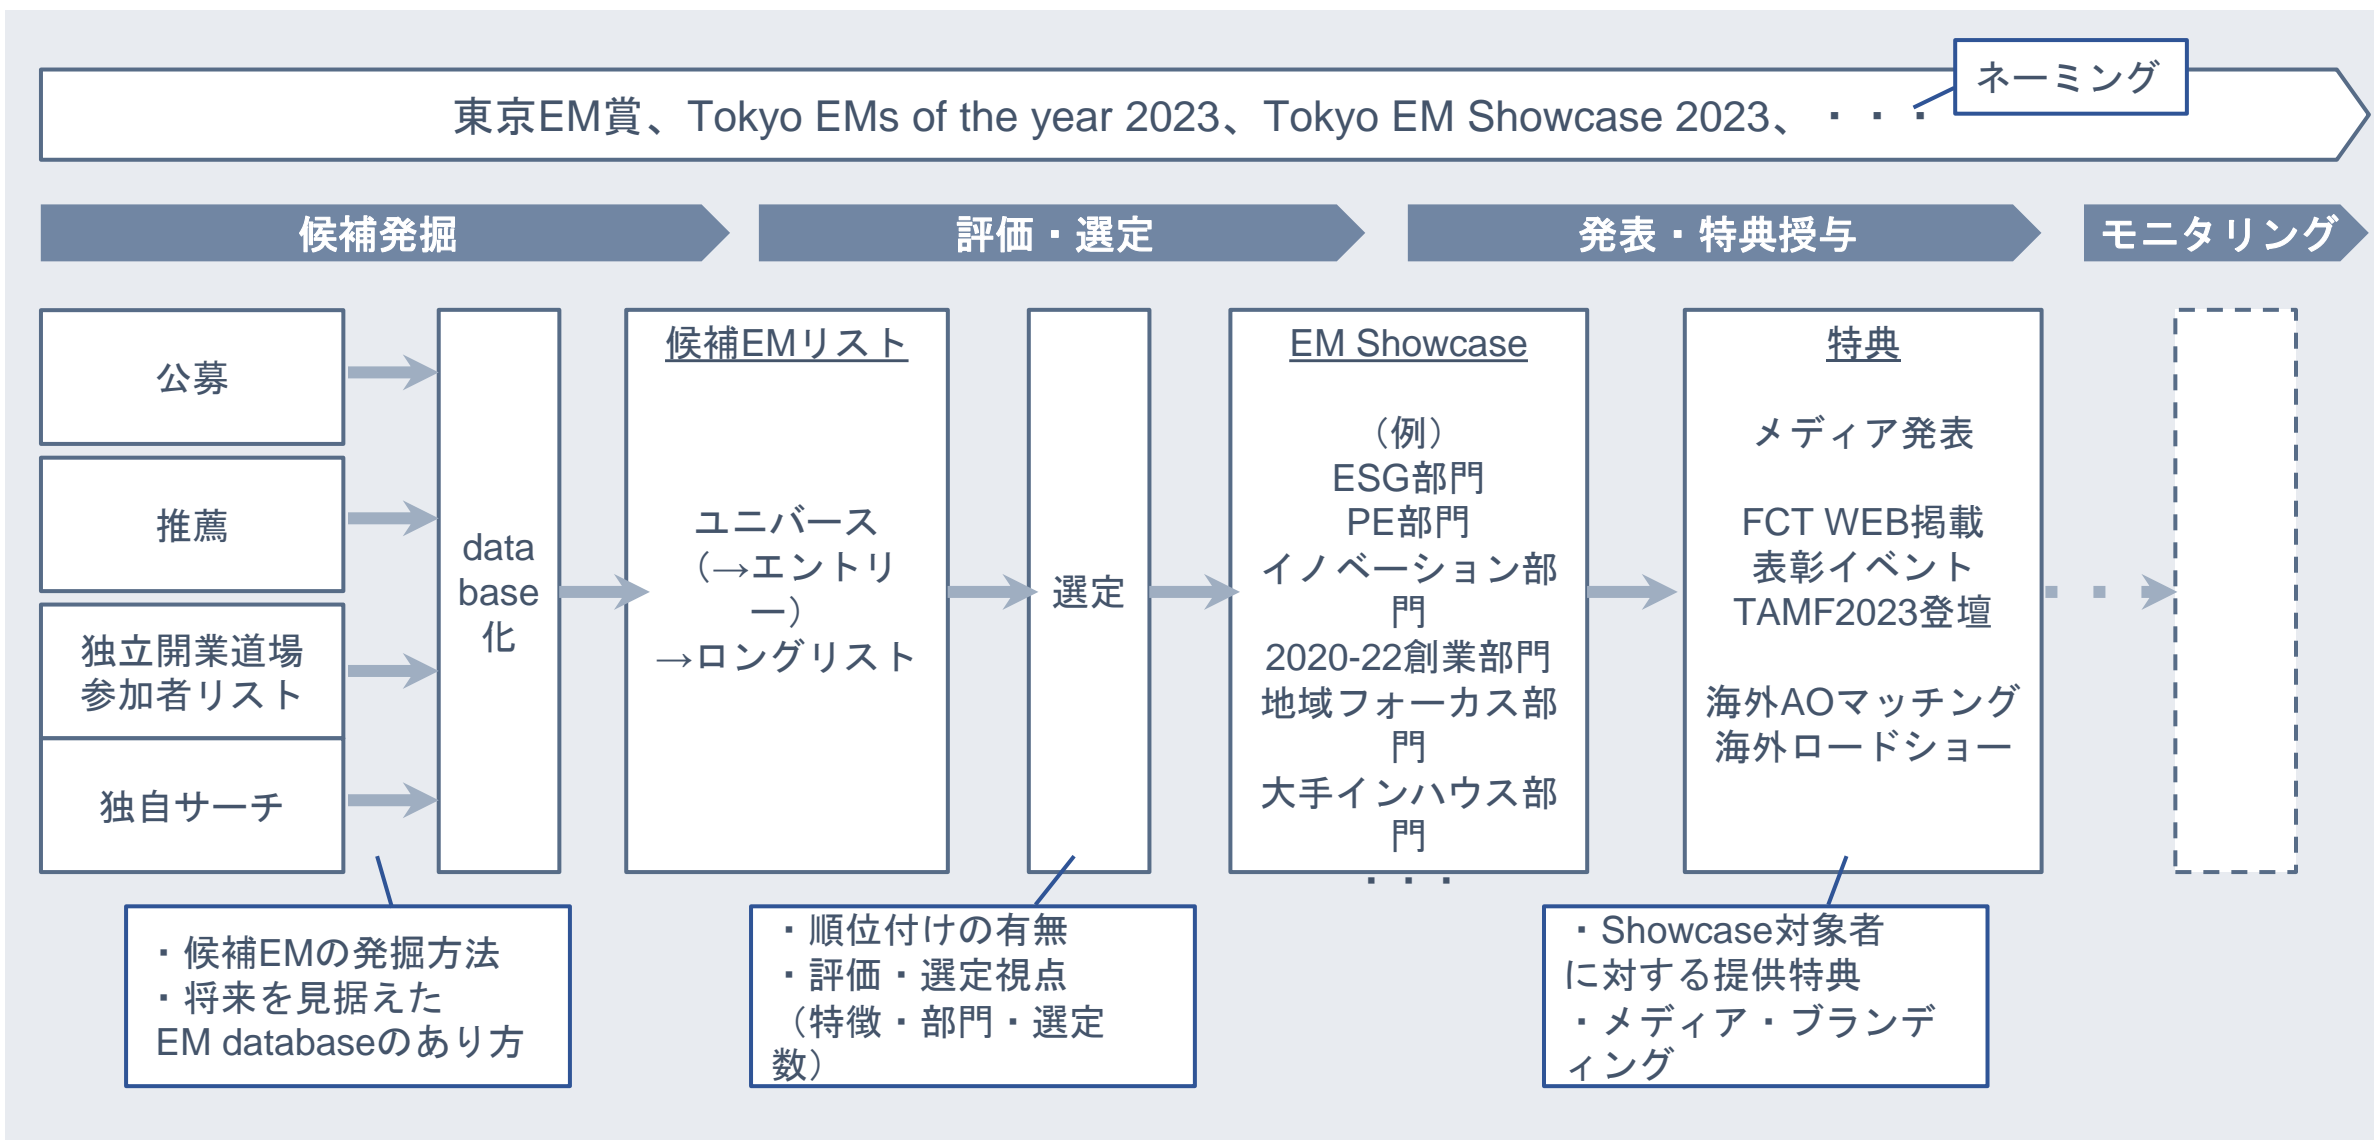 ネーミング
東京EM賞、Tokyo EMs of the year 2023、Tokyo EM Showcase 2023、・・・
候補発掘
評価・選定
発表・特典授与
モニタリング
公募
推薦
独立開業道場
参加者リスト
独自サーチ
data
base
化
候補EMリスト
ユニバース
（→エントリ
ー）
→ロングリスト
選定
EM Showcase
（例）
ESG部門
PE部門
イノベーション部
門
2020-22創業部門
地域フォーカス部
門
大手インハウス部
門
・・・
特典
メディア発表
FCT WEB掲載
表彰イベント
TAMF2023登壇
海外AOマッチング
海外ロードショー
・候補EMの発掘方法
・将来を見据えた
EM databaseのあり方
・順位付けの有無
・評価・選定視点
（特徴・部門・選定
数）
・Showcase対象者
に対する提供特典
・メディア・ブランデ
ィング